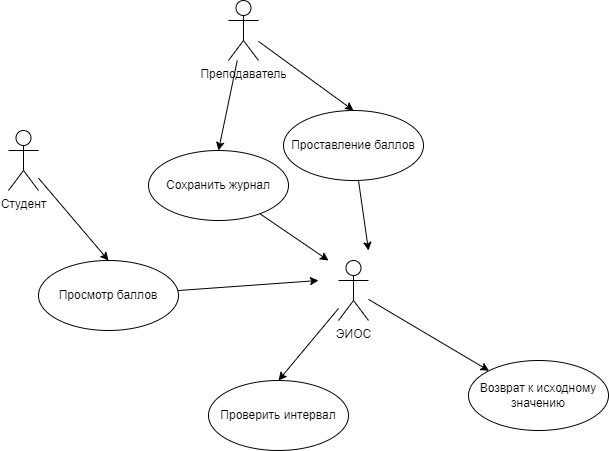 Преподаватель
Проставление баллов
Сохранить журнал
Студент
Просмотр баллов
ЭИОС
Возврат к исходному
значению
Проверить интервал